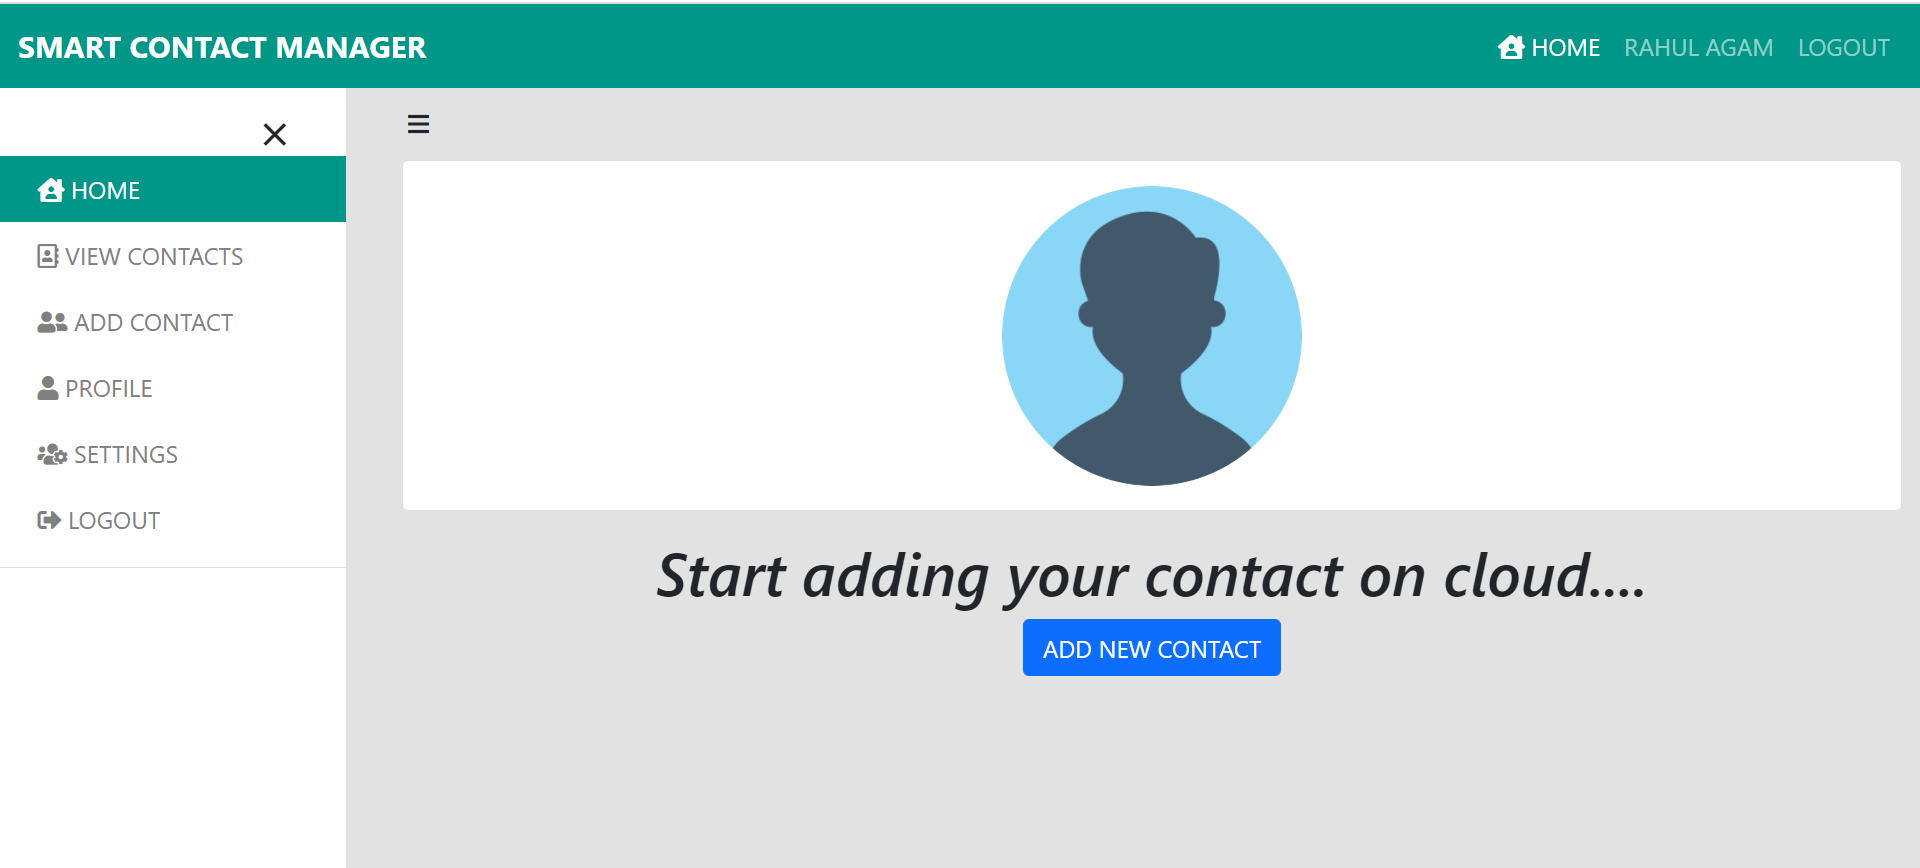 SMART CONTACT MANAGER
HOME RAHUL AGAM LOGOUT
HOME
VIEW CONTACTS
ADD CONTACT
PROFILE
SETTINGS
LOGOUT
Start adding your contact on cloud....
ADD NEW CONTACT